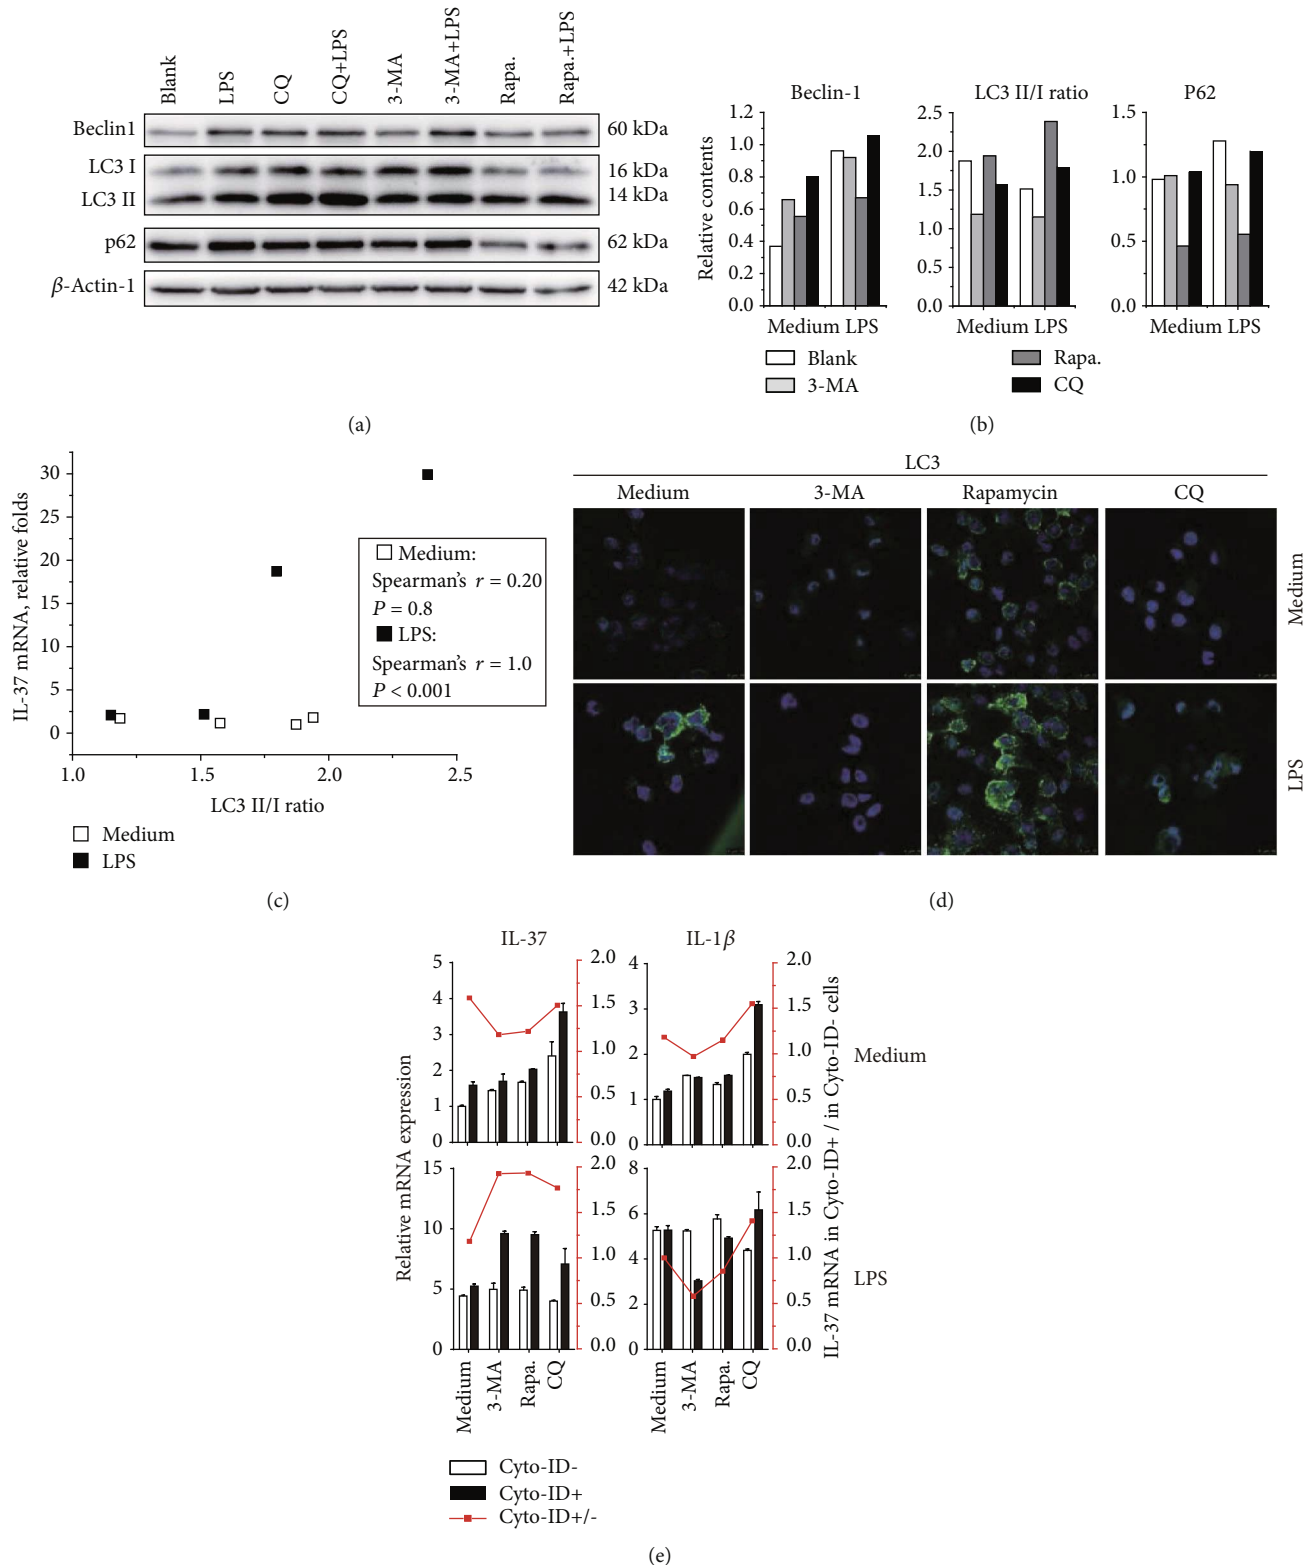 Blank
LPS
CQ
CQ+LPS
3-MA
3-MA+LPS
Rapa.
Rapa.+LPS
Beclin1
60 kDa
LC3 I
16 kDa
LC3 II
14 kDa
p62
62 kDa
β-Actin-1
42 kDa
(a)
Beclin-1
LC3 II/I ratio
P62
Relative contents
1.2
1.0
0.8
0.6
0.4
0.2
0.0
2.5
2.0
1.5
1.0
0.5
0.0
1.5
1.0
0.5
0.0
Medium LPS
Medium LPS
Medium LPS
Blank
3-MA
Rapa.
CQ
(b)
IL-37 mRNA, relative folds
30
25
20
15
10
5
0
1.0
1.5
2.0
2.5
LC3 II/I ratio
Medium:
Spearman's r = 0.20
P = 0.8
LPS:
Spearman's r = 1.0
P < 0.001
Medium
LPS
(c)
LC3
Medium
3-MA
Rapamycin
CQ
Medium
LPS
(d)
IL-37
IL-1β
Relative mRNA expression
5
4
3
2
1
0
2.0
1.5
1.0
0.5
0.0
4
3
2
1
0
2.0
1.5
1.0
0.5
0.0
Medium
15
10
5
0
2.0
1.5
1.0
0.5
0.0
8
6
4
2
0
2.0
1.5
1.0
0.5
0.0
LPS
IL-37 mRNA in Cyto-ID+ / in Cyto-ID- cells
Medium
3-MA
Rapa.
CQ
Medium
3-MA
Rapa.
CQ
Cyto-ID-
Cyto-ID+
Cyto-ID+/-
(e)